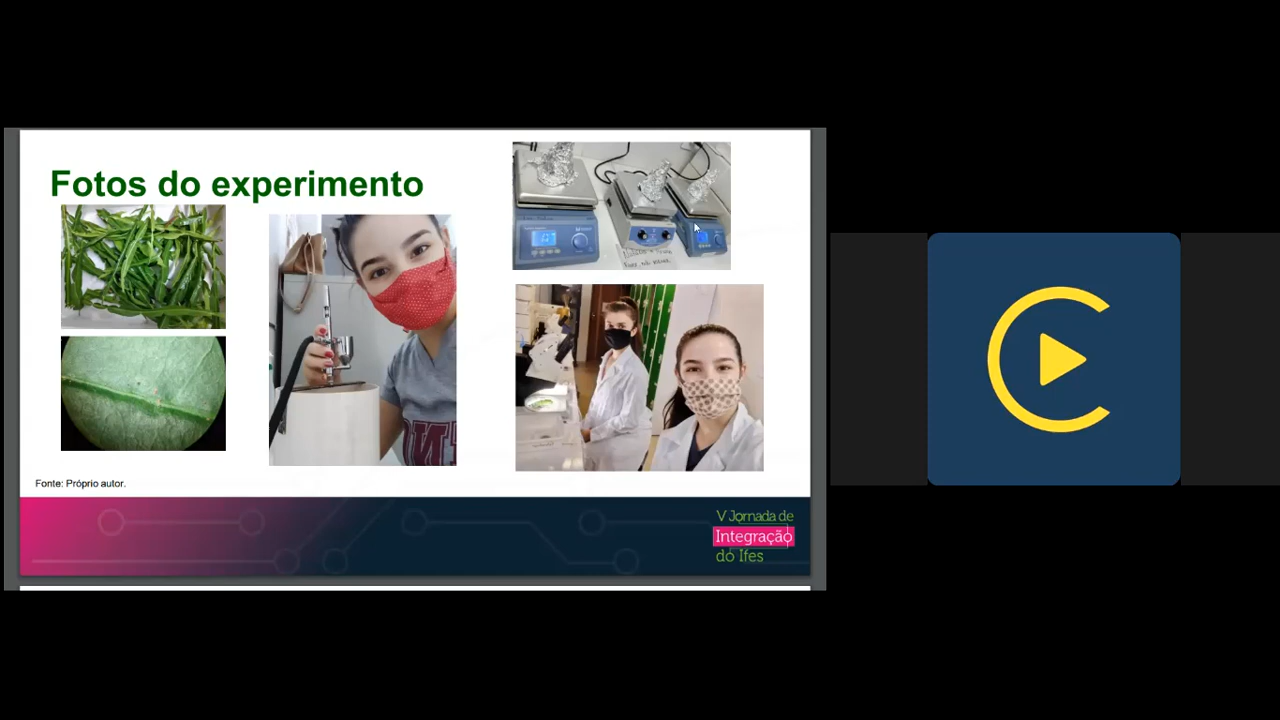 Fotos do experimento
Fonte: Próprio autor.
V Jornada de
Integração
do Ifes